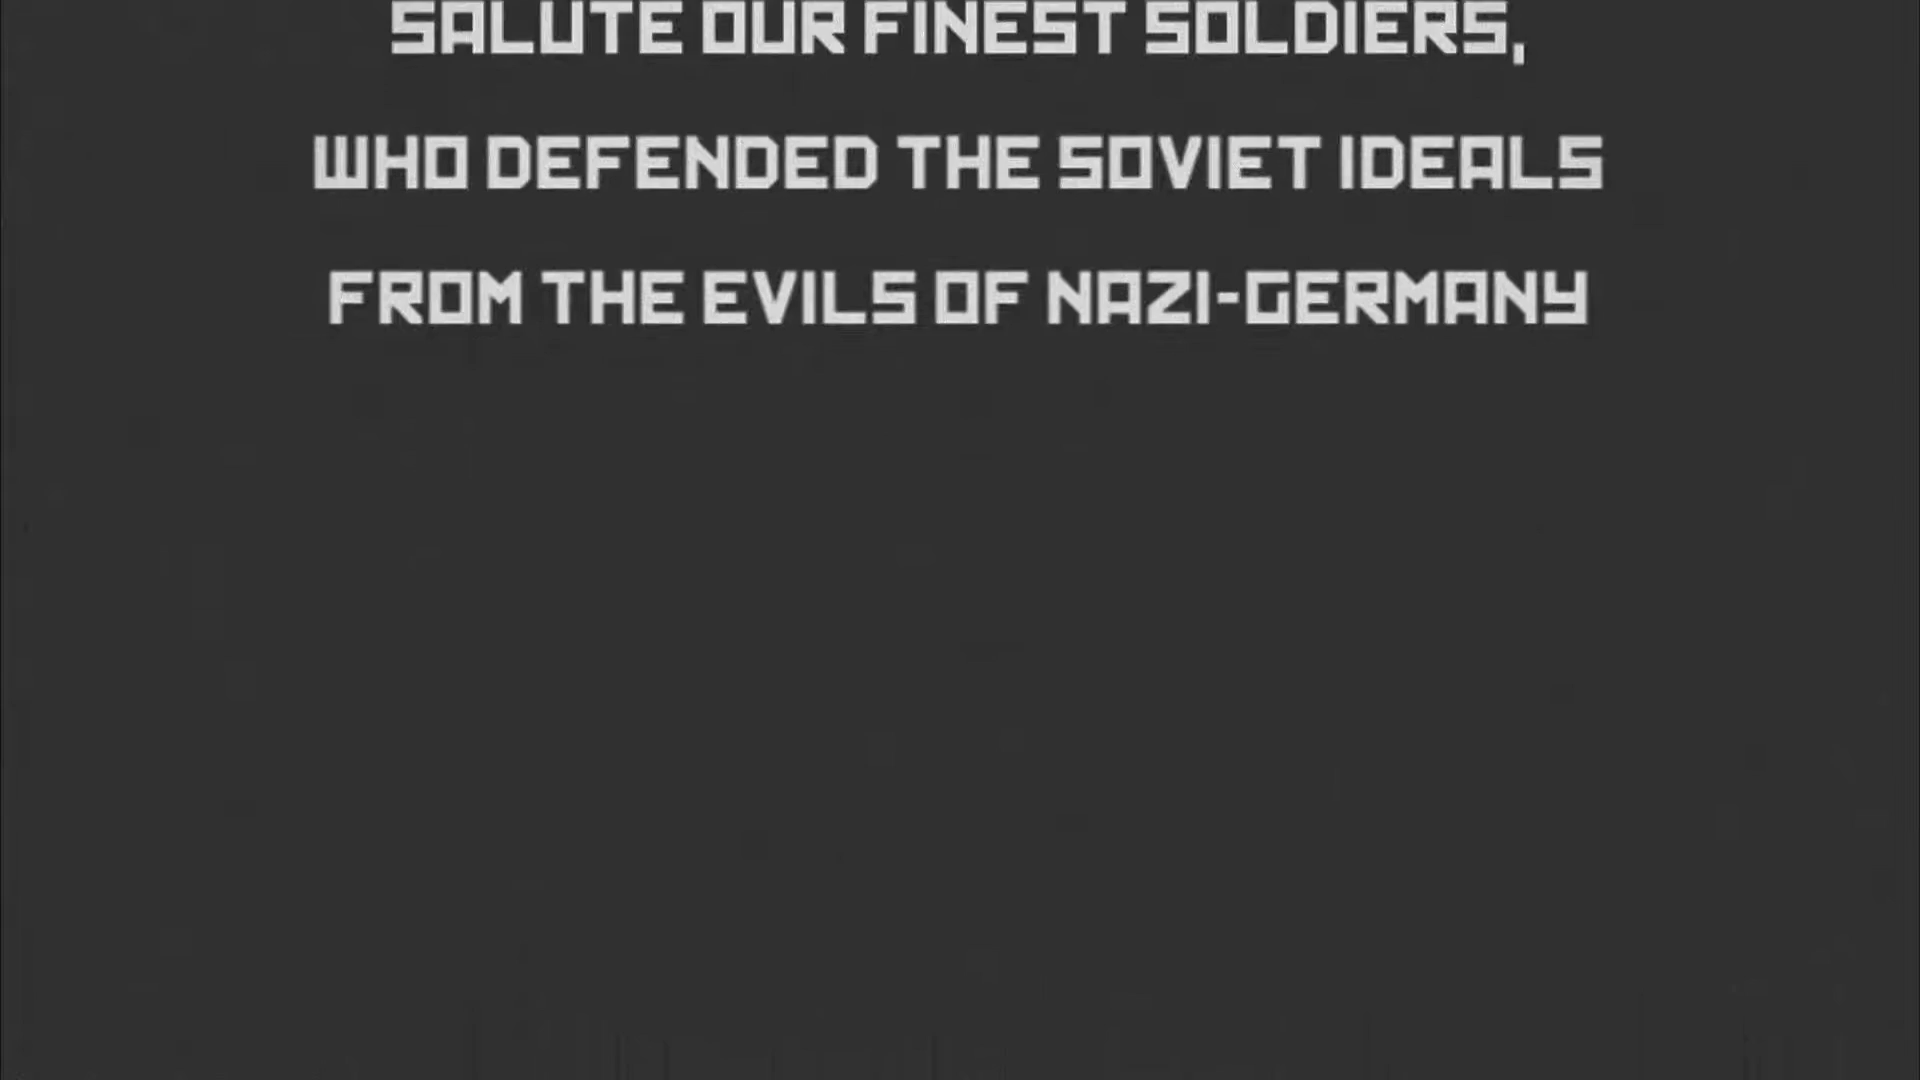 SALUTE OUR FINEST SOLDIERS,
WHO DEFENDED THE SOVIET IDEALS
FROM THE EVILS OF NAZI-GERMANY